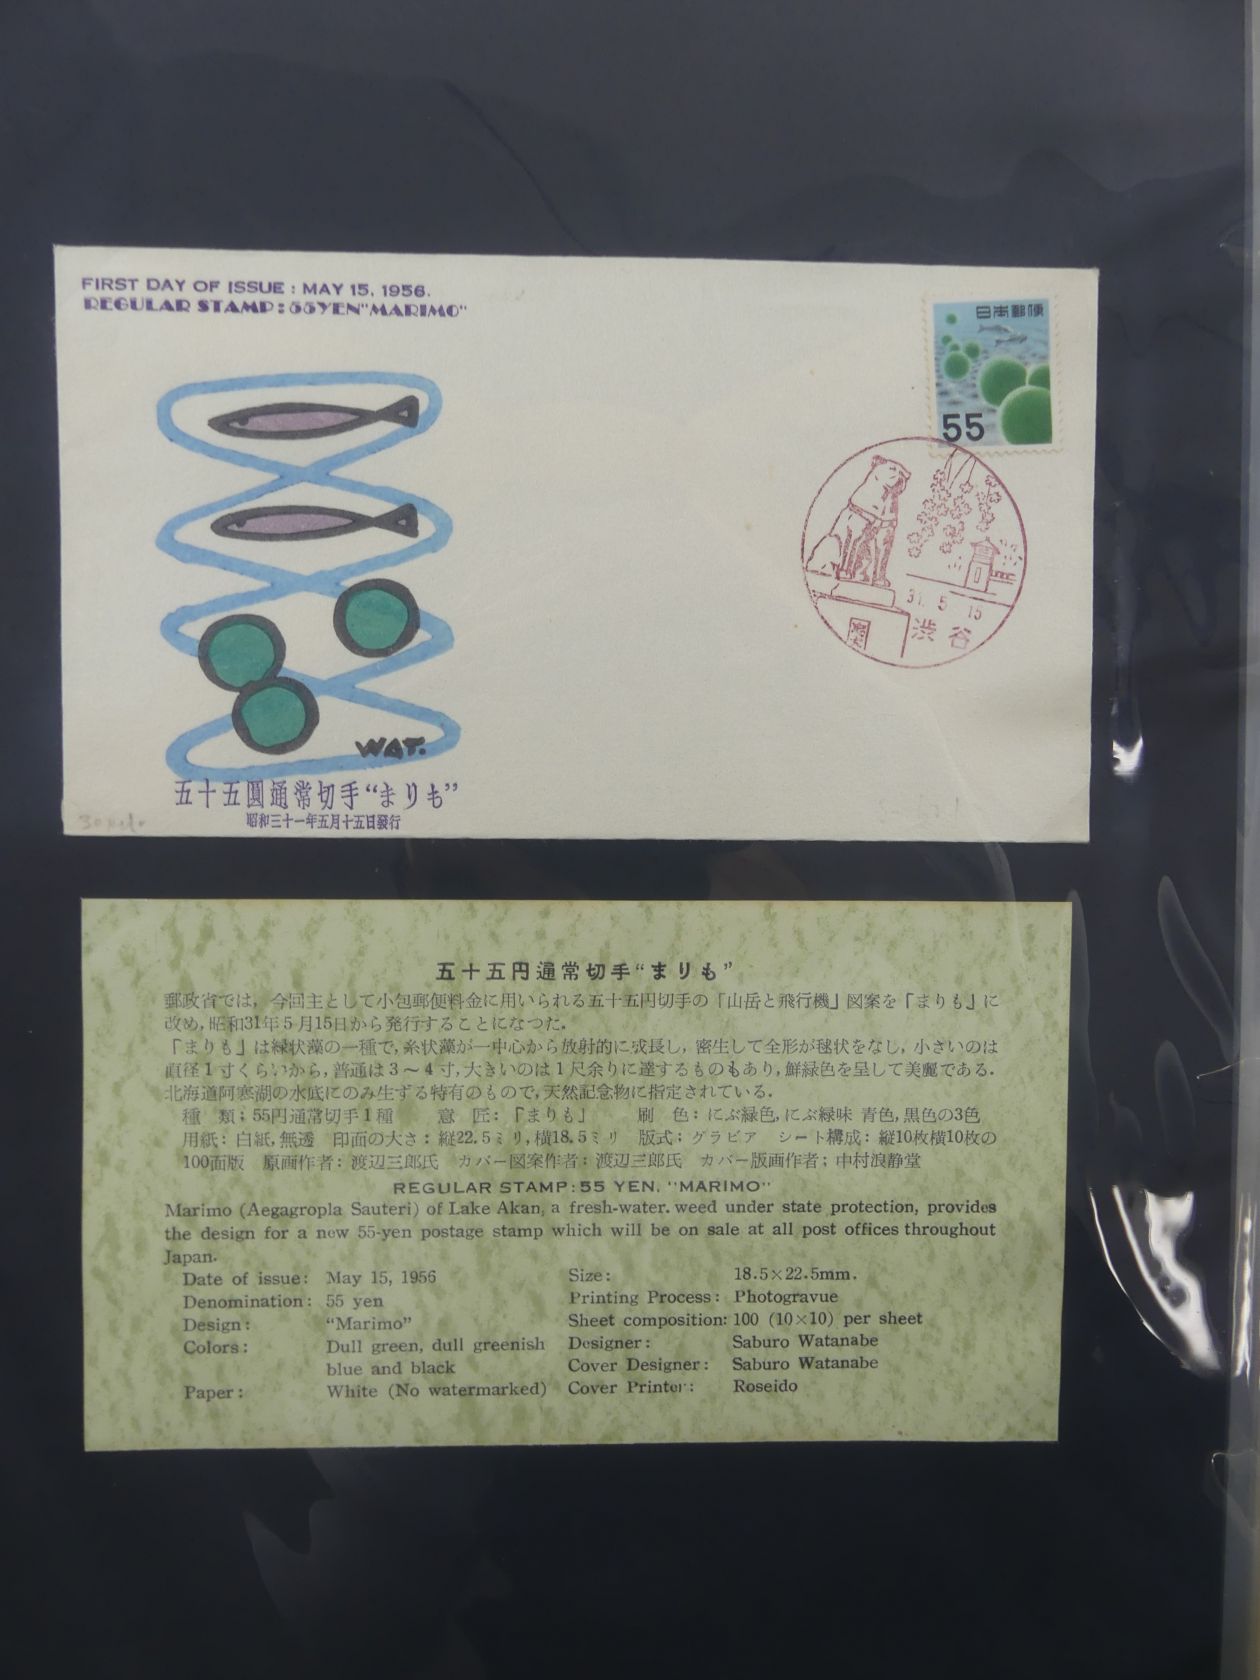 FIRST DAY OF ISSUE : MAY 15, 1956.
REGULAR STAMP: 55YEN"MARIMO"
日本郵便
55
31. 5. 15
渋谷
WAT.
五十五圓通常切手“まりも”
昭和三十一年五月十五日發行
五十五円通常切手“まりも”
郵政省では, 今回主として小包郵便料金に用いられる五十五円切手の「山岳と飛行機」図案を「まりも」に
改め, 昭和31年5月15日から発行することになつた.
「まりも」は緑状藻の一種で, 糸状藻が一中心から放射的に成長し, 密生して全形が毬状をなし, 小さいのは
直径1寸くらいから, 普通は3～4寸, 大きいのは1尺余りに達するものもあり, 鮮緑色を呈して美麗である.
北海道阿寒湖の水底にのみ生ずる特有のもので, 天然記念物に指定されている.
種 類; 55円通常切手1種 意 匠:「まりも」 刷 色: にぶ緑色, にぶ緑味 青色, 黒色の3色
用紙: 白紙, 無透 印面の大さ: 縦22.5ミリ, 横18.5ミリ 版式: グラビア シート構成: 縦10枚横10枚の
100面版 原画作者: 渡辺三郎氏 カバー図案作者: 渡辺三郎氏 カバー版画作者; 中村浪静堂
REGULAR STAMP: 55 YEN. "MARIMO"
Marimo (Aegagropla Sauteri) of Lake Akan, a fresh-water. weed under state protection, provides
the design for a new 55-yen postage stamp which will be on sale at all post offices throughout
Japan.
Date of issue: May 15, 1956 Size: 18.5×22.5mm.
Denomination: 55 yen Printing Process: Photogravue
Design: “Marimo” Sheet composition: 100 (10×10) per sheet
Colors: Dull green, dull greenish Designer: Saburo Watanabe
blue and black Cover Designer: Saburo Watanabe
Paper: White (No watermarked) Cover Printer: Roseido